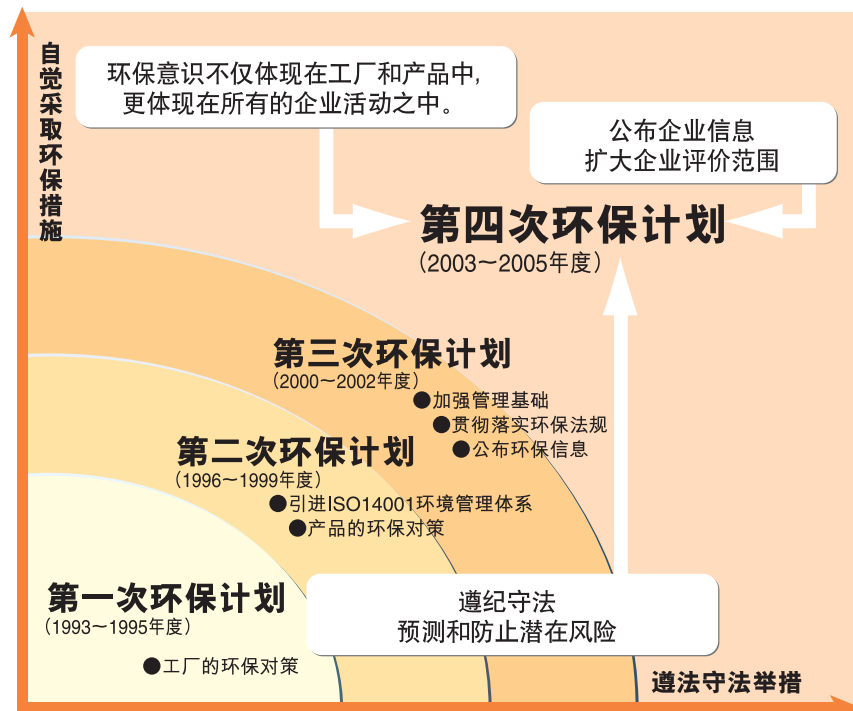 自觉采取环保措施
环保意识不仅体现在工厂和产品中,
更体现在所有的企业活动之中。
公布企业信息
扩大企业评价范围
第四次环保计划
(2003～2005年度)
第三次环保计划
(2000～2002年度)
●加强管理基础
●贯彻落实环保法规
●公布环保信息
第二次环保计划
(1996～1999年度)
●引进ISO14001环境管理体系
●产品的环保对策
第一次环保计划
(1993～1995年度)
●工厂的环保对策
遵纪守法
预测和防止潜在风险
遵法守法举措